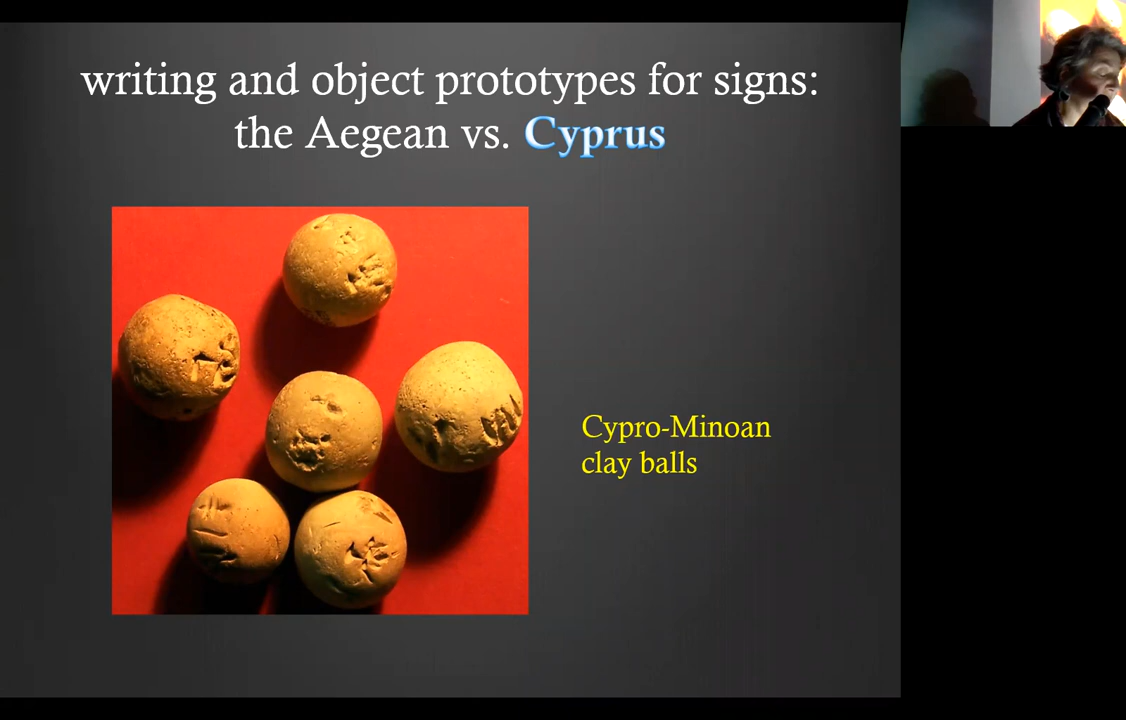 writing and object prototypes for signs:
the Aegean vs. Cyprus
Cypro-Minoan
clay balls